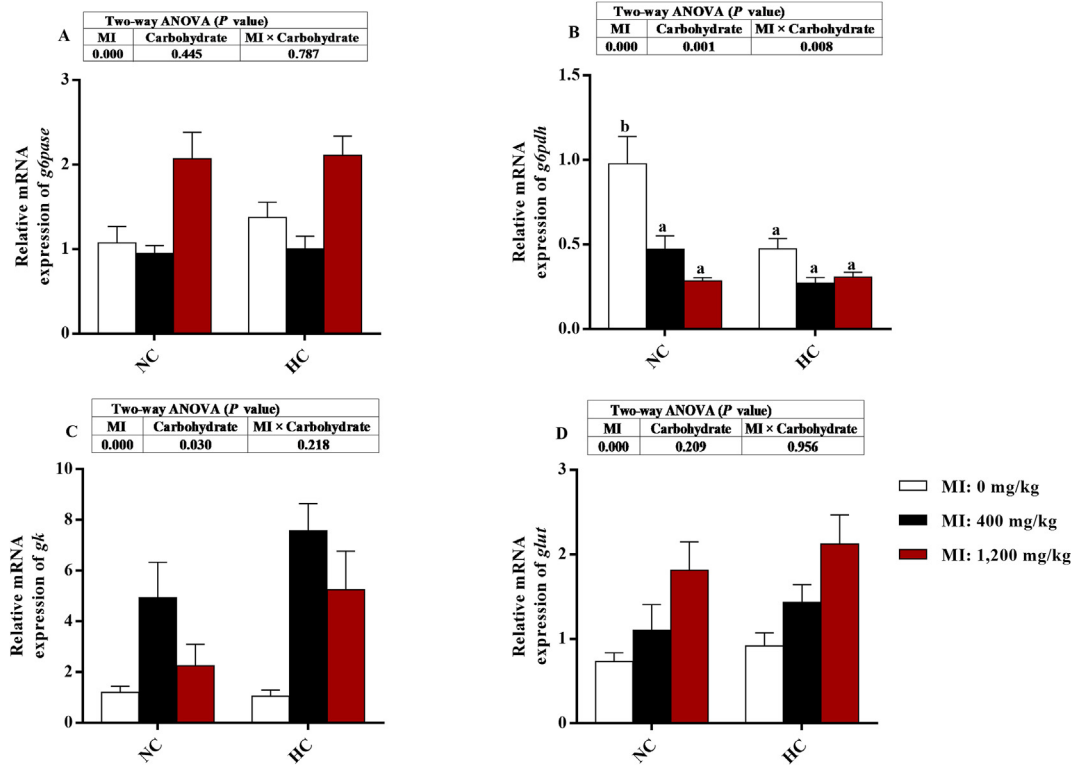 Two-way ANOVA (P value)
A
MI Carbohydrate MI × Carbohydrate
0.000 0.445 0.787
3
2
1
0
Relative mRNA
expression of g6pase
NC
HC
Two-way ANOVA (P value)
B
MI Carbohydrate MI × Carbohydrate
0.000 0.001 0.008
1.5
1.0
0.5
0.0
Relative mRNA
expression of g6pdh
b
a
a
a
a
a
NC
HC
Two-way ANOVA (P value)
C
MI Carbohydrate MI × Carbohydrate
0.000 0.030 0.218
10
8
6
4
2
0
Relative mRNA
expression of gk
NC
HC
Two-way ANOVA (P value)
D
MI Carbohydrate MI × Carbohydrate
0.000 0.209 0.956
3
2
1
0
Relative mRNA
expression of glut
NC
HC
MI: 0 mg/kg
MI: 400 mg/kg
MI: 1,200 mg/kg